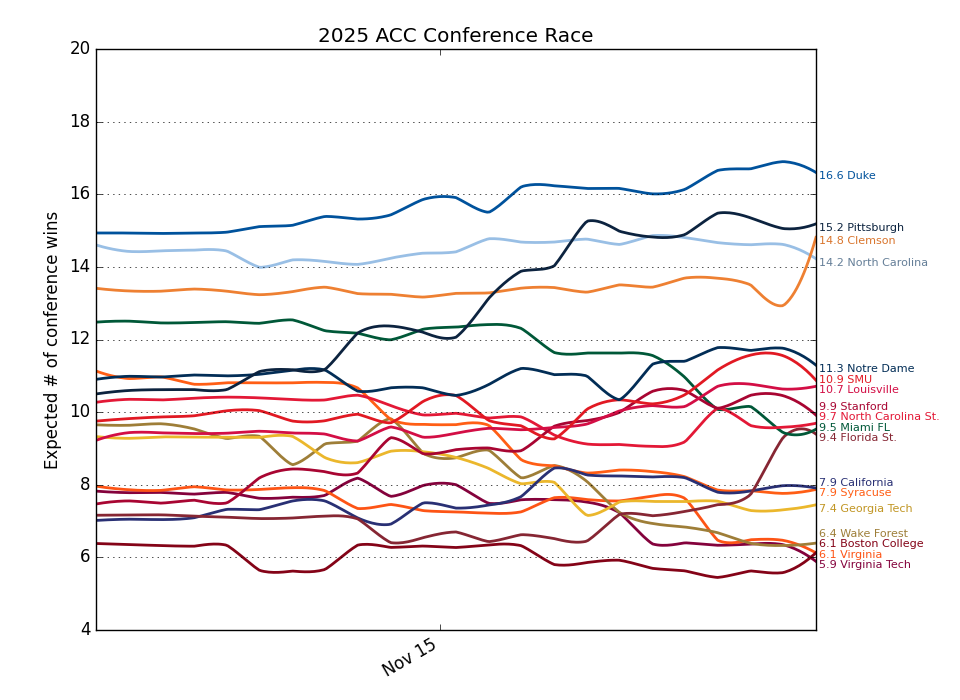 2025 ACC Conference Race
Expected # of conference wins
20
18
16
14
12
10
8
6
4
Nov 15
16.6 Duke
15.2 Pittsburgh
14.8 Clemson
14.2 North Carolina
11.3 Notre Dame
10.9 SMU
10.7 Louisville
9.9 Stanford
9.7 North Carolina St.
9.5 Miami FL
9.4 Florida St.
7.9 California
7.9 Syracuse
7.4 Georgia Tech
6.4 Wake Forest
6.1 Boston College
6.1 Virginia
5.9 Virginia Tech